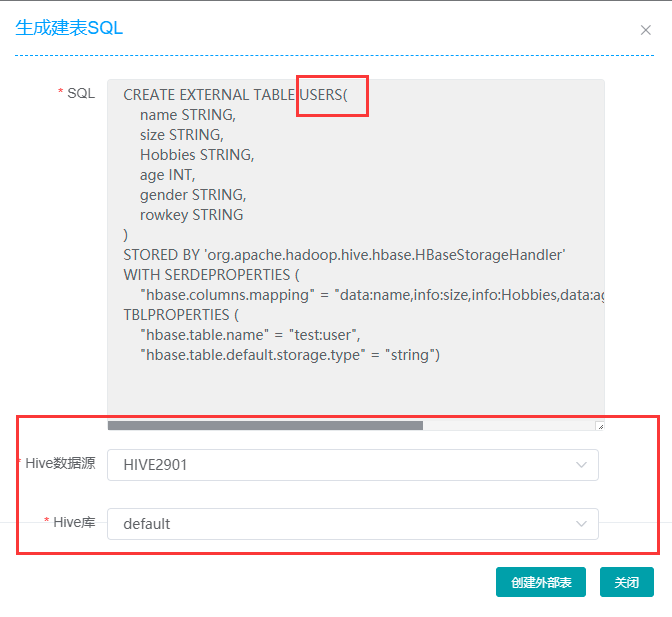 生成建表SQL
* SQL
CREATE EXTERNAL TABLE USERS(
name STRING,
size STRING,
Hobbies STRING,
age INT,
gender STRING,
rowkey STRING
)
STORED BY 'org.apache.hadoop.hive.hbase.HBaseStorageHandler'
WITH SERDEPROPERTIES (
"hbase.columns.mapping" = "data:name,info:size,info:Hobbies,data:ag
TBLPROPERTIES (
"hbase.table.name" = "test:user",
"hbase.table.default.storage.type" = "string")
* Hive数据源 HIVE2901
* Hive库 default
创建外部表 关闭